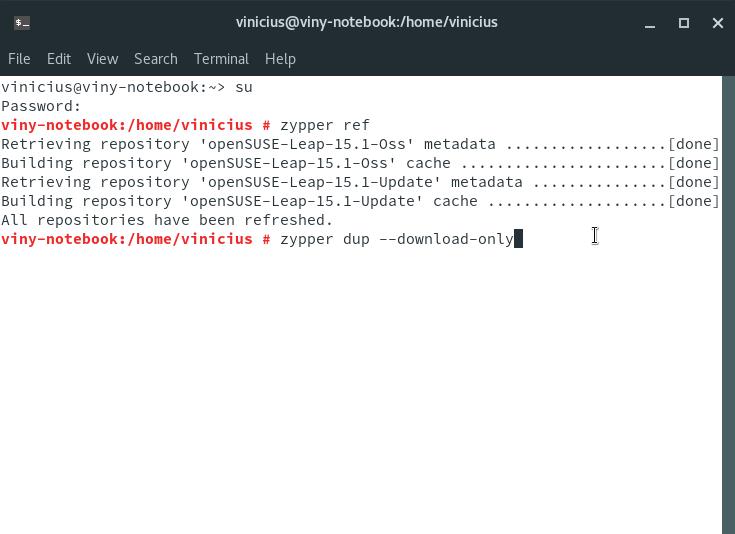 vinicius@viny-notebook:/home/vinicius
File Edit View Search Terminal Help
vinicius@viny-notebook:~> su
Password:
viny-notebook:/home/vinicius # zypper ref
Retrieving repository 'openSUSE-Leap-15.1-Oss' metadata ..................[done]
Building repository 'openSUSE-Leap-15.1-Oss' cache .......................[done]
Retrieving repository 'openSUSE-Leap-15.1-Update' metadata ...............[done]
Building repository 'openSUSE-Leap-15.1-Update' cache ....................[done]
All repositories have been refreshed.
viny-notebook:/home/vinicius # zypper dup --download-only